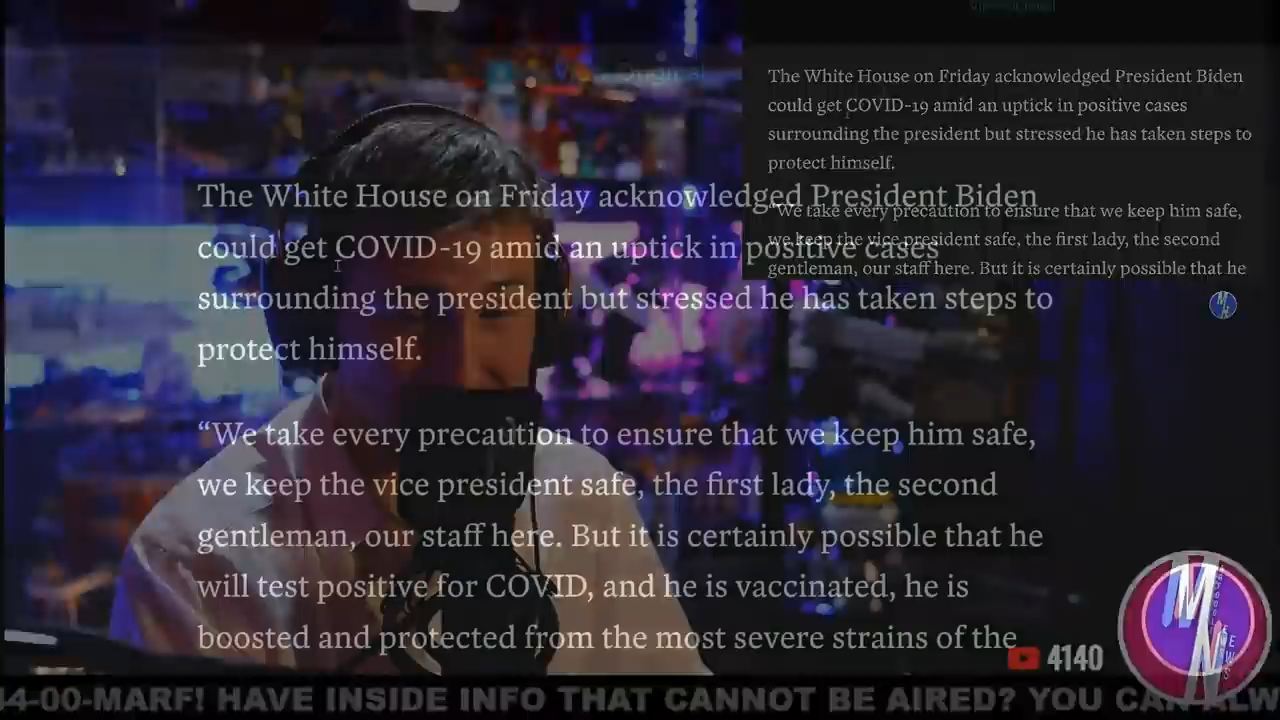 The White House on Friday acknowledged President Biden
could get COVID-19 amid an uptick in positive cases
surrounding the president but stressed he has taken steps to
protect himself.
“We take every precaution to ensure that we keep him safe,
we keep the vice president safe, the first lady, the second
gentleman, our staff here. But it is certainly possible that he
The White House on Friday acknowledged President Biden
could get COVID-19 amid an uptick in positive cases
surrounding the president but stressed he has taken steps to
protect himself.
“We take every precaution to ensure that we keep him safe,
we keep the vice president safe, the first lady, the second
gentleman, our staff here. But it is certainly possible that he
will test positive for COVID, and he is vaccinated, he is
boosted and protected from the most severe strains of the
4140
MN
44-00-MARF! HAVE INSIDE INFO THAT CANNOT BE AIRED? YOU CAN ALW